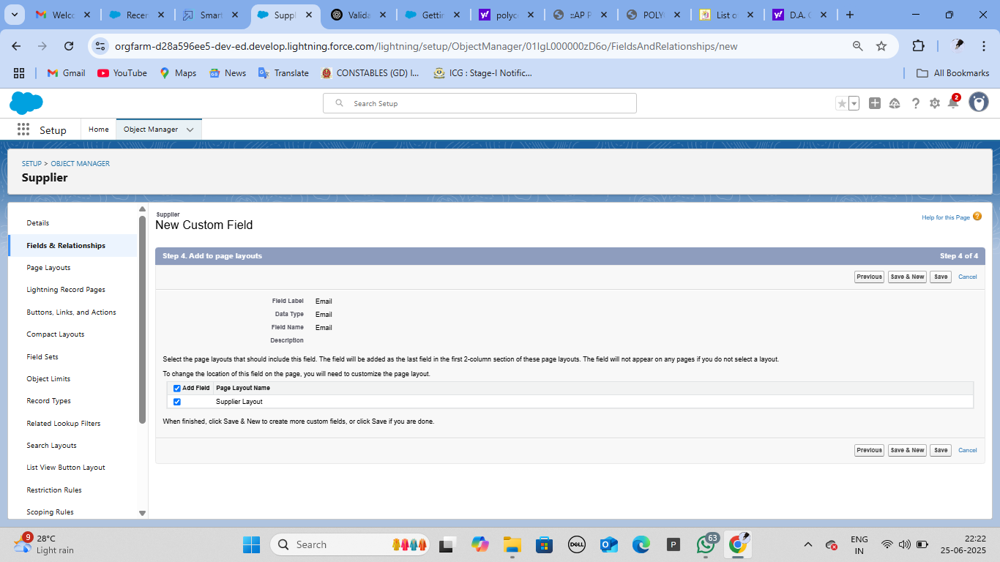 Welco
Recen
Smart
Suppl
Valida
Gettin
polyce
::AP P
POLY
List o
D.A. C
orgfarm-d28a596ee5-dev-ed.develop.lightning.force.com/lightning/setup/ObjectManager/01IgL000000zD6o/FieldsAndRelationships/new
Gmail
YouTube
Maps
News
Translate
CONSTABLES (GD) I...
ICG : Stage-I Notific...
All Bookmarks
Search Setup
2
Setup
Home
Object Manager
SETUP > OBJECT MANAGER
Supplier
Details
Fields & Relationships
Page Layouts
Lightning Record Pages
Buttons, Links, and Actions
Compact Layouts
Field Sets
Object Limits
Record Types
Related Lookup Filters
Search Layouts
List View Button Layout
Restriction Rules
Scoping Rules
Supplier
New Custom Field
Help for this Page ?
Step 4. Add to page layouts
Step 4 of 4
Previous Save & New Save Cancel
Field Label Email
Data Type Email
Field Name Email
Description
Select the page layouts that should include this field. The field will be added as the last field in the first 2-column section of these page layouts. The field will not appear on any pages if you do not select a layout.
To change the location of this field on the page, you will need to customize the page layout.
Add Field Page Layout Name
Supplier Layout
When finished, click Save & New to create more custom fields, or click Save if you are done.
Previous Save & New Save Cancel
9
28°C
Light rain
Search
DELL
P
63
ENG
IN
22:22
25-06-2025